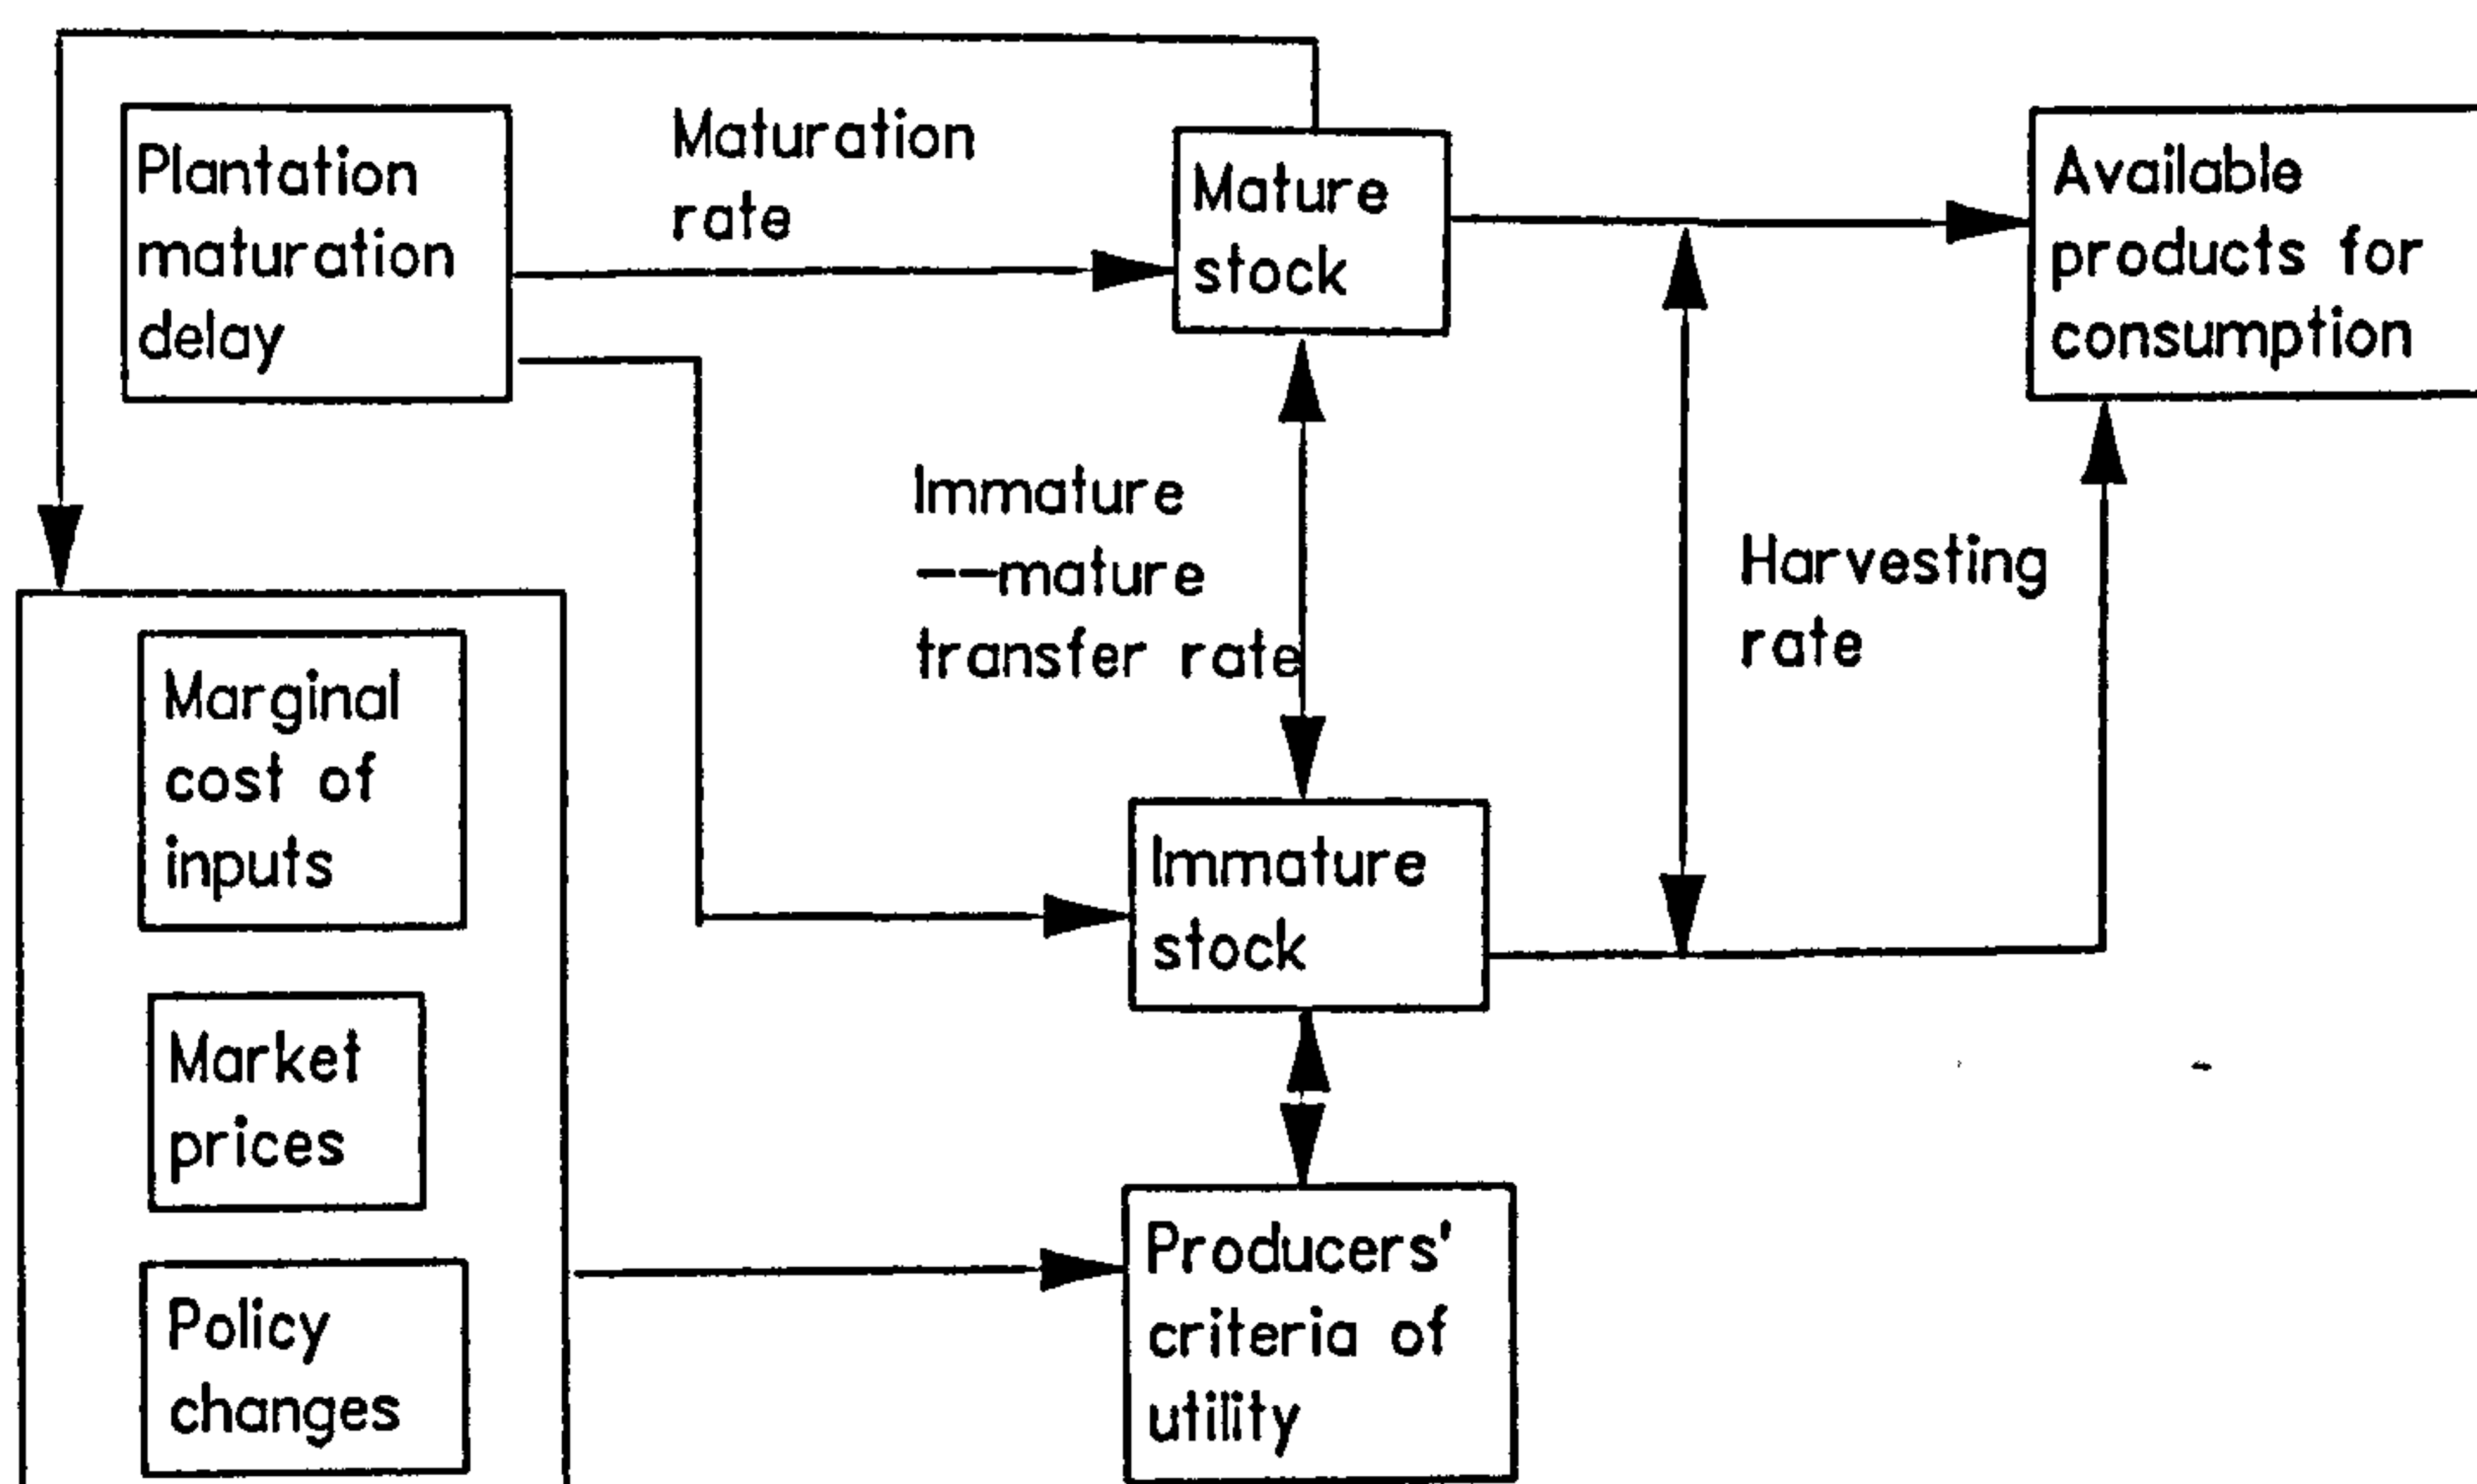 Plantation
maturation
delay
Maturation
rate
Mature
stock
Available
products for
consumption
Immature
--mature
transfer rate
Harvesting
rate
Marginal
cost of
inputs
Immature
stock
Market
prices
Producers'
criteria of
utility
Policy
changes